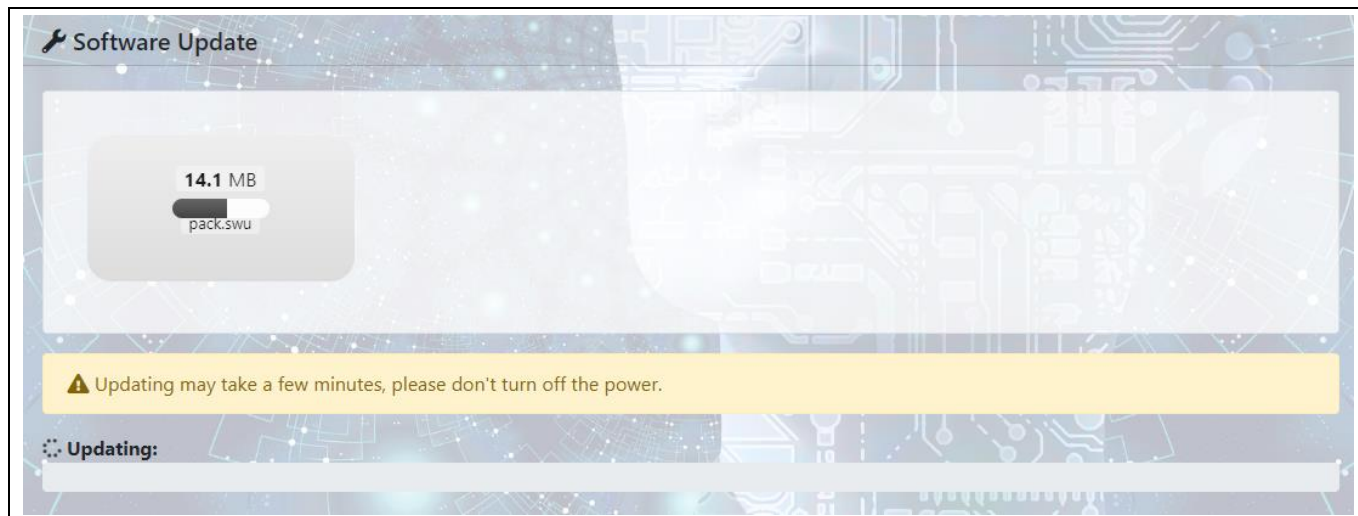 Software Update
14.1 MB
pack.swu
Updating may take a few minutes, please don't turn off the power.
Updating: